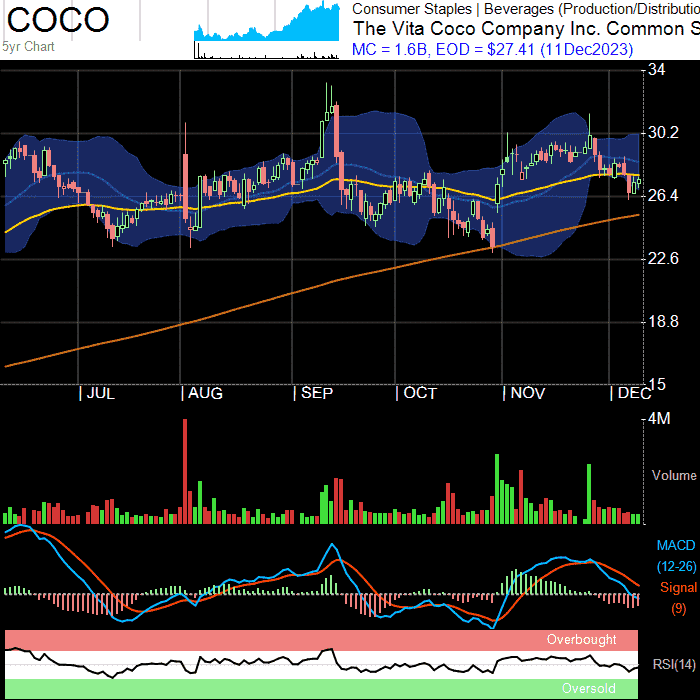 COCO
5yr Chart
Consumer Staples | Beverages (Production/Distributio
The Vita Coco Company Inc. Common S
MC = 1.6B, EOD = $27.41 (11Dec2023)
34
30.2
26.4
22.6
18.8
15
JUL AUG SEP OCT NOV DEC
4M
Volume
MACD
(12-26)
Signal
(9)
Overbought
RSI(14)
Oversold